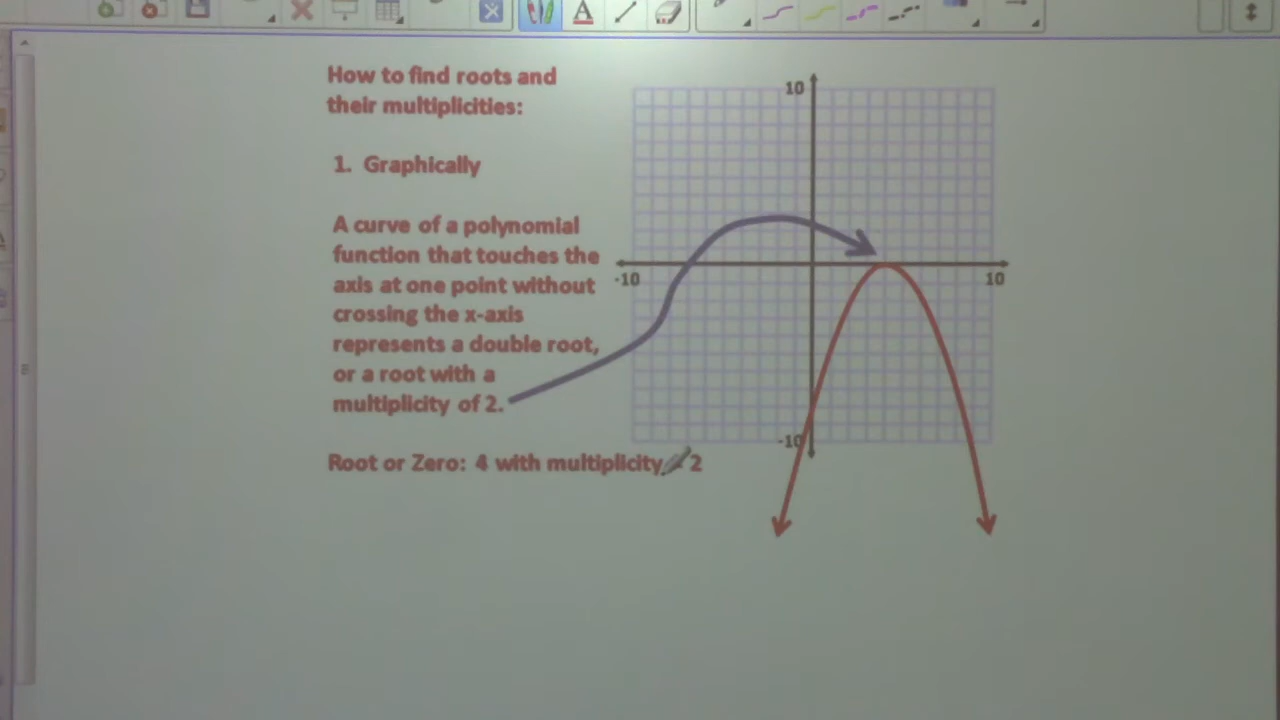 How to find roots and
their multiplicities:
1. Graphically
A curve of a polynomial
function that touches the
axis at one point without
crossing the x-axis
represents a double root,
or a root with a
multiplicity of 2.
Root or Zero: 4 with multiplicity 2
10
-10
10
-10